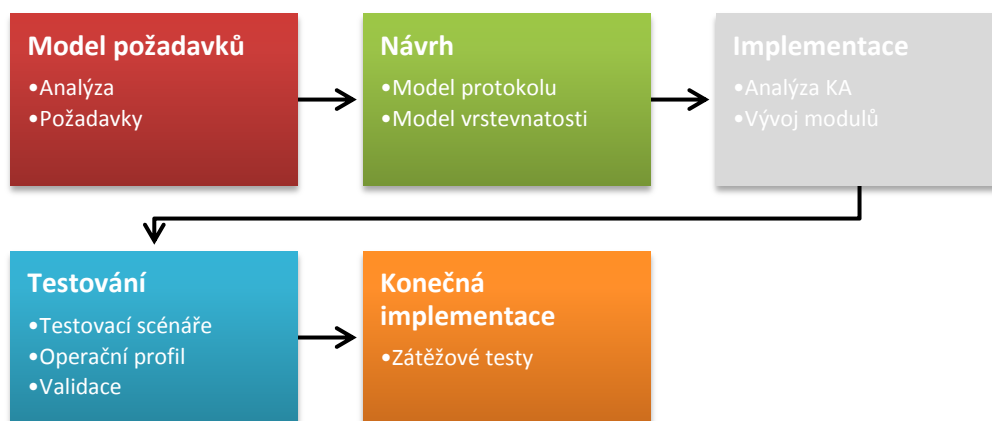 Model požadavků
•Analýza
•Požadavky
Návrh
•Model protokolu
•Model vrstevnatosti
Implementace
•Analýza KA
•Vývoj modulů
Testování
•Testovací scénáře
•Operační profil
•Validace
Konečná
implementace
•Zátěžové testy